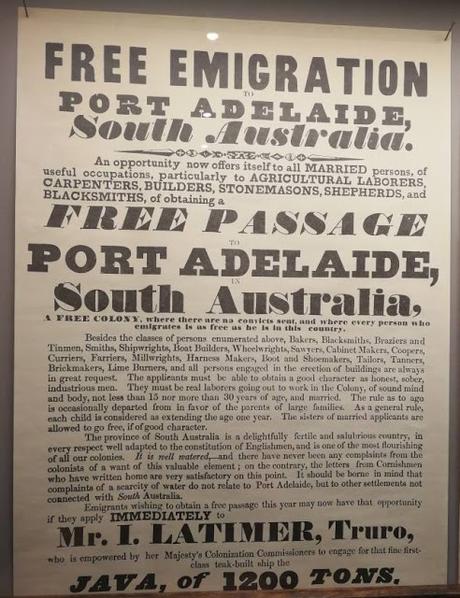 FREE EMIGRATION
TO
PORT ADELAIDE,
South Australia.
An opportunity now offers itself to all MARRIED persons, of
useful occupations, particularly to AGRICULTURAL LABORERS,
CARPENTERS, BUILDERS, STONEMASONS, SHEPHERDS, and
BLACKSMITHS, of obtaining a
FREE PASSAGE
TO
PORT ADELAIDE,
IN
South Australia,
A FREE COLONY, where there are no convicts sent, and where every person who
emigrates is as free as he is in this country.
Besides the classes of persons enumerated above, Bakers, Blacksmiths, Braziers and
Tinmen, Smiths, Shipwrights, Boat Builders, Wheelwrights, Sawyers, Cabinet Makers, Coopers,
Curriers, Farriers, Millwrights, Harness Makers, Boot and Shoemakers, Tailors, Tanners,
Brickmakers, Lime Burners, and all persons engaged in the erection of buildings are always
in great request. The applicants must be able to obtain a good character as honest, sober,
industrious men. They must be real laborers going out to work in the Colony, of sound mind
and body, not less than 15 nor more than 30 years of age, and married. The rule as to age
is occasionally departed from in favor of the parents of large families. As a general rule,
each child is considered as extending the age one year. The sisters of married applicants are
allowed to go free, if of good character.
The province of South Australia is a delightfully fertile and salubrious country, in
every respect well adapted to the constitution of Englishmen, and is one of the most flourishing
of all our colonies. It is well watered,—and there have never been any complaints from the
colonists of a want of this valuable element; on the contrary, the letters from Cornishmen
who have written home are very satisfactory on this point. It should be borne in mind that
complaints of a scarcity of water do not relate to Port Adelaide, but to other settlements not
connected with South Australia.
Emigrants wishing to obtain a free passage this year may now have that opportunity
if they apply IMMEDIATELY to
Mr. I. LATIMER, Truro,
who is empowered by her Majesty's Colonization Commissioners to engage for that fine first-
class teak-built ship the
JAVA, of 1200 TONS.